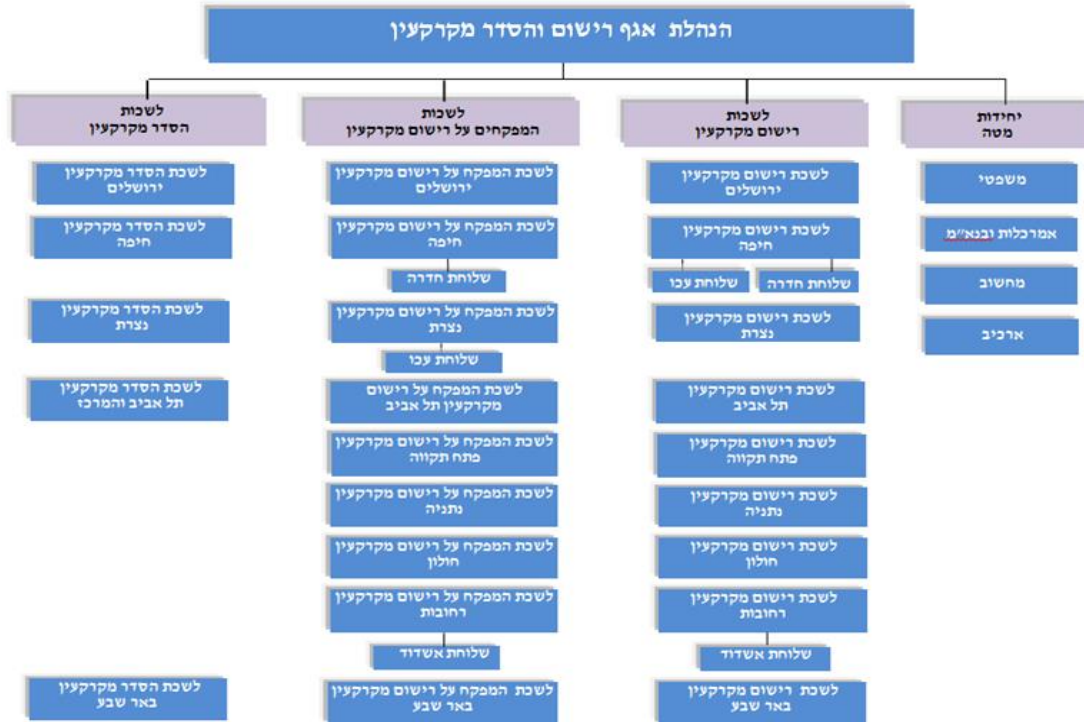 הנהלת אגף רישום והסדר מקרקעין
יחידות
מטה
משפטי
אמרכלות ובנא"מ
מחשוב
ארכיב
לשכות
רישום מקרקעין
לשכת רישום מקרקעין
ירושלים
לשכת רישום מקרקעין
חיפה
שלוחת חדרה
שלוחת עכו
לשכת רישום מקרקעין
נצרת
לשכת רישום מקרקעין
תל אביב
לשכת רישום מקרקעין
פתח תקווה
לשכת רישום מקרקעין
נתניה
לשכת רישום מקרקעין
חולון
לשכת רישום מקרקעין
רחובות
שלוחת אשדוד
לשכת רישום מקרקעין
באר שבע
לשכות
המפקחים על רישום מקרקעין
לשכת המפקח על רישום מקרקעין
ירושלים
לשכת המפקח על רישום מקרקעין
חיפה
שלוחת חדרה
לשכת המפקח על רישום מקרקעין
נצרת
שלוחת עכו
לשכת המפקח על רישום
מקרקעין תל אביב
לשכת המפקח על רישום מקרקעין
פתח תקווה
לשכת המפקח על רישום מקרקעין
נתניה
לשכת המפקח על רישום מקרקעין
חולון
לשכת המפקח על רישום מקרקעין
רחובות
שלוחת אשדוד
לשכת המפקח על רישום מקרקעין
באר שבע
לשכות
הסדר מקרקעין
לשכת הסדר מקרקעין
ירושלים
לשכת הסדר מקרקעין
חיפה
לשכת הסדר מקרקעין
נצרת
לשכת הסדר מקרקעין
תל אביב והמרכז
לשכת הסדר מקרקעין
באר שבע